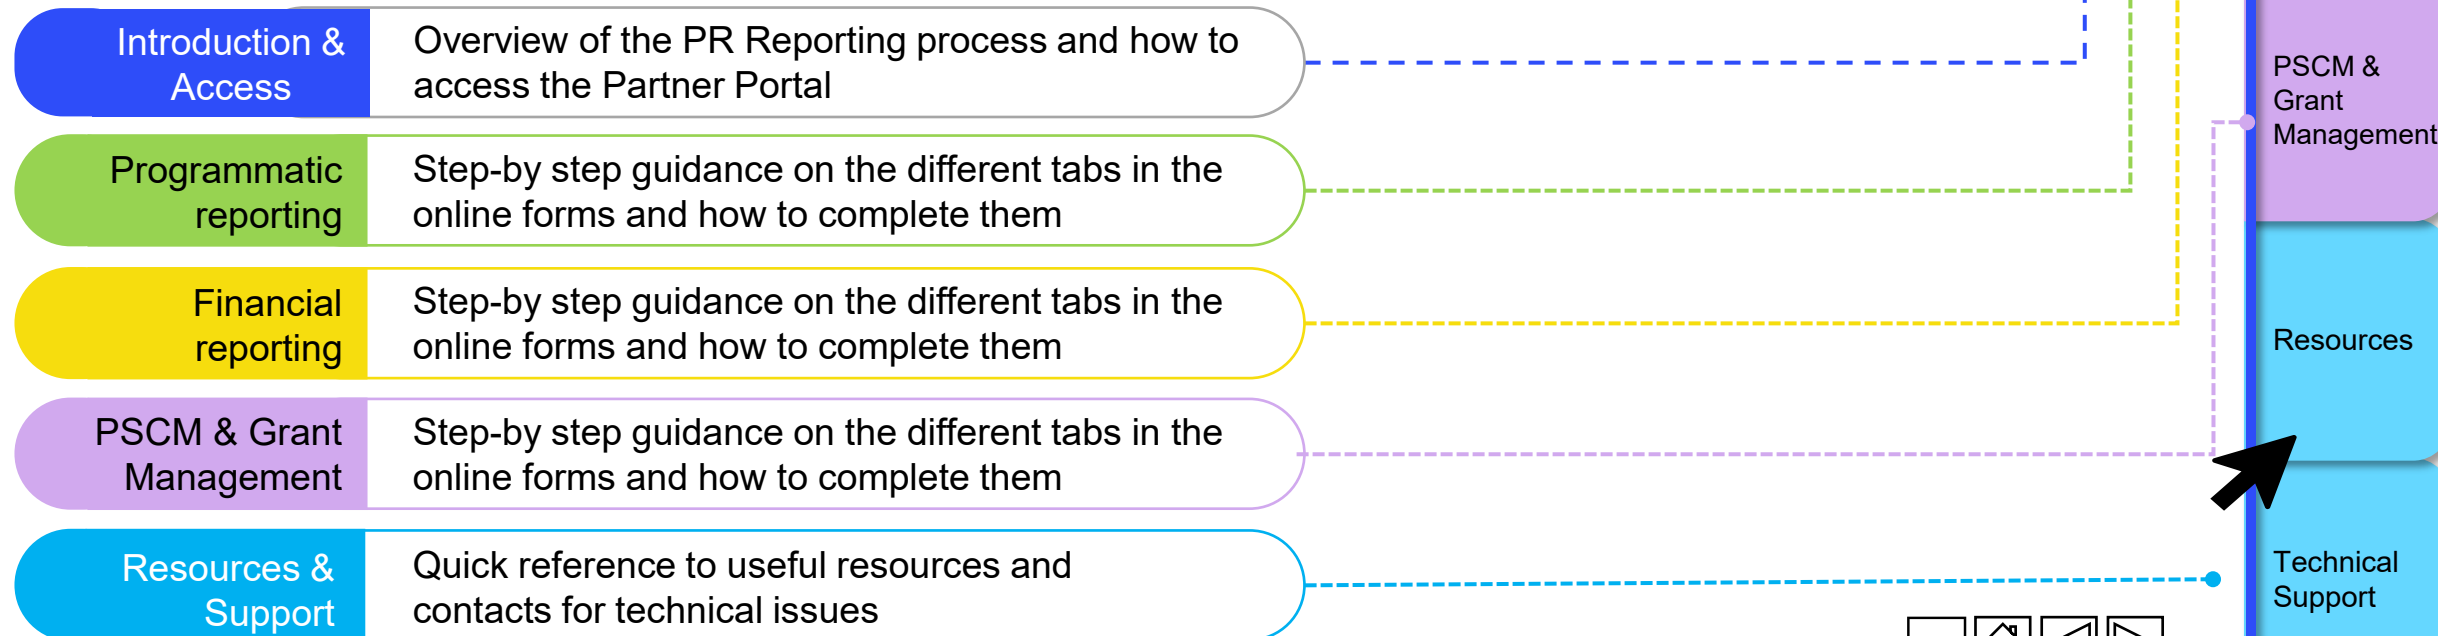 Introduction &
Access
Overview of the PR Reporting process and how to
access the Partner Portal
Programmatic
reporting
Step-by step guidance on the different tabs in the
online forms and how to complete them
Financial
reporting
Step-by step guidance on the different tabs in the
online forms and how to complete them
PSCM & Grant
Management
Step-by step guidance on the different tabs in the
online forms and how to complete them
Resources &
Support
Quick reference to useful resources and
contacts for technical issues
PSCM &
Grant
Management
Resources
Technical
Support